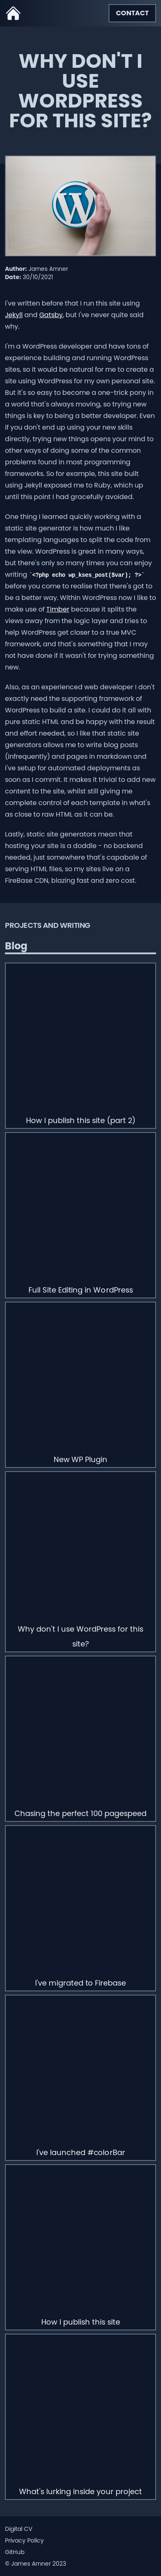 CONTACT
WHY DON'T I
USE
WORDPRESS
FOR THIS SITE?
Author: James Amner
Date: 30/10/2021
I've written before that I run this site using
Jekyll and Gatsby, but I've never quite said
why.
I'm a WordPress developer and have tons of
experience building and running WordPress
sites, so it would be natural for me to create a
site using WordPress for my own personal site.
But it's so easy to become a one-trick pony in
a world that's always moving, so trying new
things is key to being a better developer. Even
if you don't end up using your new skills
directly, trying new things opens your mind to
other ways of doing some of the common
problems found in most programming
frameworks. So for example, this site built
using Jekyll exposed me to Ruby, which up
until this point I had gracefully avoided.
One thing I learned quickly working with a
static site generator is how much I like
templating languages to split the code from
the view. WordPress is great in many ways,
but there's only so many times you can enjoy
writing `<?php echo wp_kses_post($var); ?>`
before you come to realise that there's got to
be a better way. Within WordPress now I like to
make use of Timber because it splits the
views away from the logic layer and tries to
help WordPress get closer to a true MVC
framework, and that's something that I may
not have done if it wasn't for trying something
new.
Also, as an experienced web developer I don't
exactly need the supporting framework of
WordPress to build a site. I could do it all with
pure static HTML and be happy with the result
and effort needed, so I like that static site
generators allows me to write blog posts
(infrequently) and pages in markdown and
I've setup for automated deployments as
soon as I commit. It makes it trivial to add new
content to the site, whilst still giving me
complete control of each template in what's
as close to raw HTML as it can be.
Lastly, static site generators mean that
hosting your site is a doddle - no backend
needed, just somewhere that's capable of
serving HTML files, so my sites live on a
FireBase CDN, blazing fast and zero cost.
PROJECTS AND WRITING
Blog
How I publish this site (part 2)
Full Site Editing in WordPress
New WP Plugin
Why don't I use WordPress for this
site?
Chasing the perfect 100 pagespeed
I've migrated to Firebase
I've launched #colorBar
How I publish this site
What's lurking inside your project
Digital CV
Privacy Policy
GitHub
© James Amner 2023